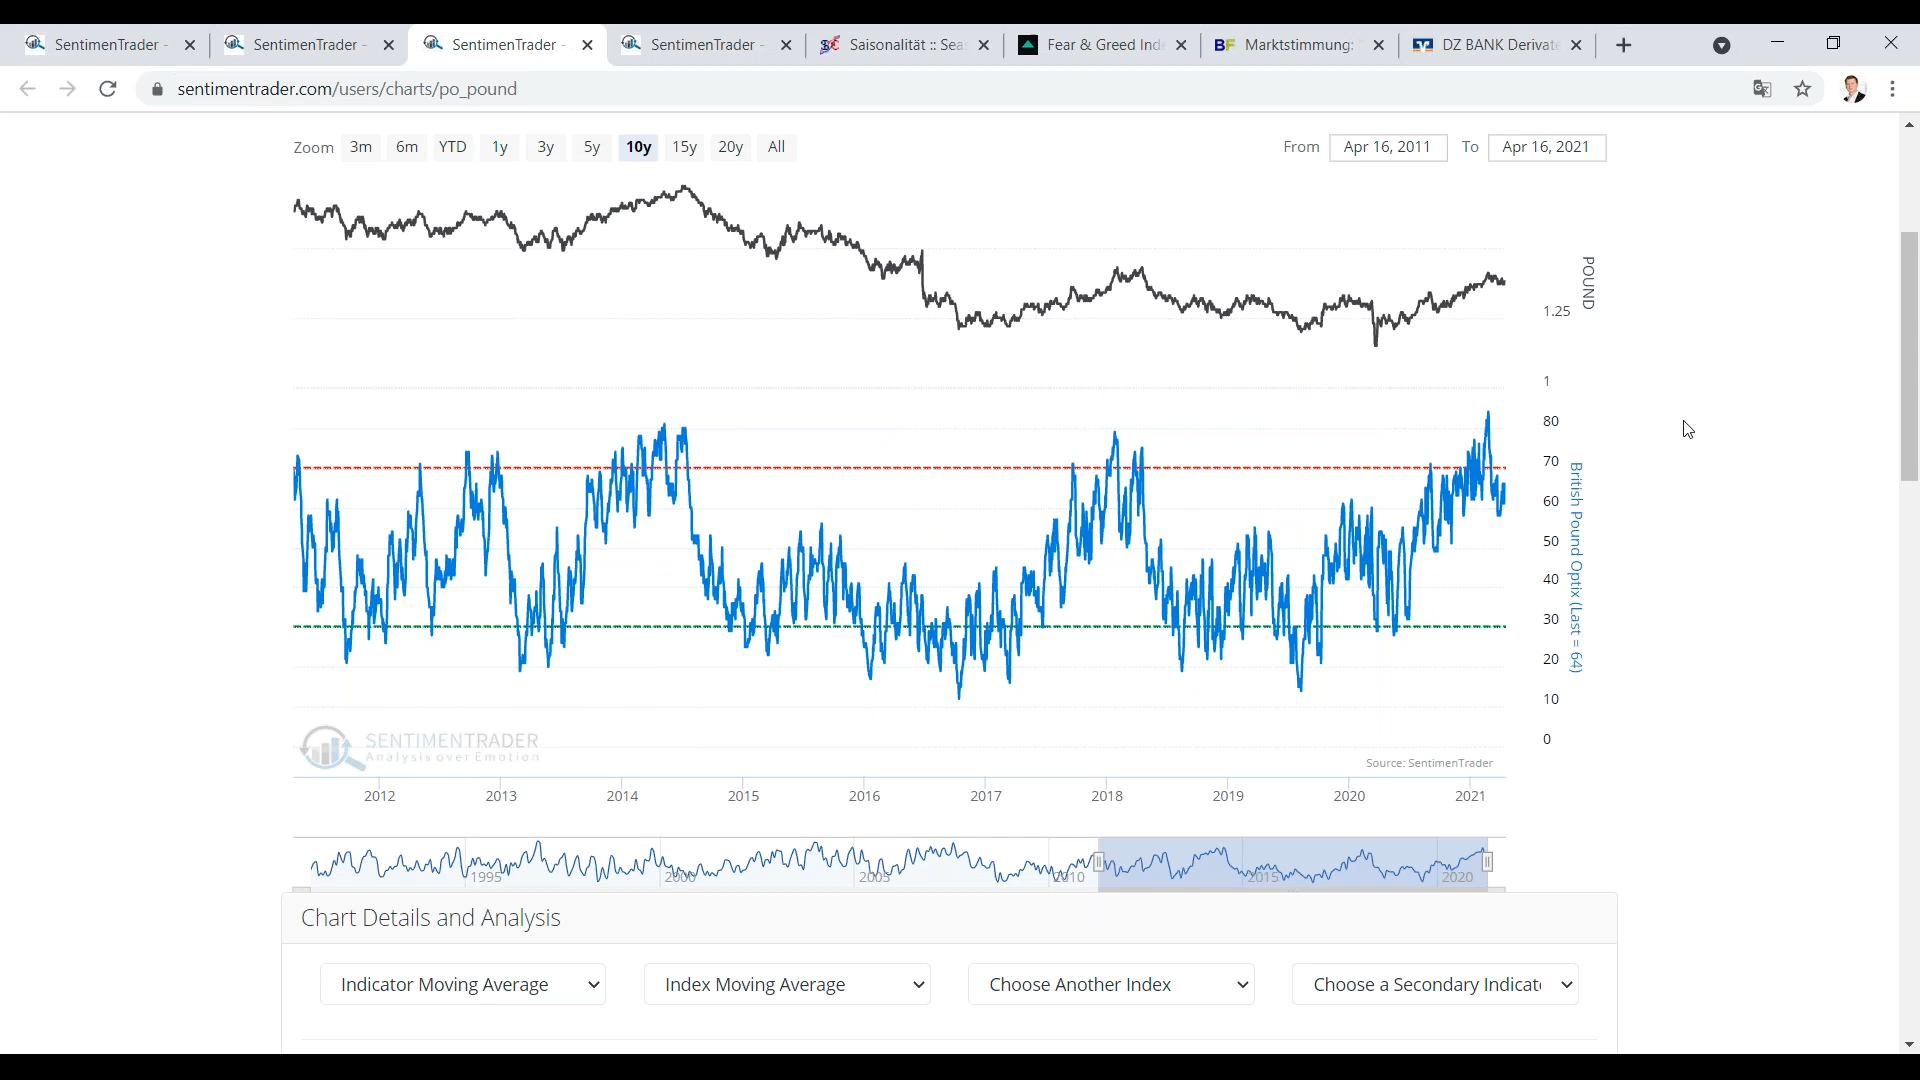 SentimenTrader -
SentimenTrader -
SentimenTrader -
SentimenTrader -
Saisonalität :: Sea
Fear & Greed Ind
BF Marktstimmung:
DZ BANK Derivate
sentimentrader.com/users/charts/po_pound
Zoom 3m 6m YTD 1y 3y 5y 10y 15y 20y All
From Apr 16, 2011 To Apr 16, 2021
POUND
1.25
1
80
70
60
50
40
30
20
10
0
British Pound Optix (Last = 64)
SENTIMENTRADER
Analysis over Emotion
Source: SentimenTrader
2012 2013 2014 2015 2016 2017 2018 2019 2020 2021
1995 2000 2005 2010 2015 2020
Chart Details and Analysis
Indicator Moving Average
Index Moving Average
Choose Another Index
Choose a Secondary Indicat